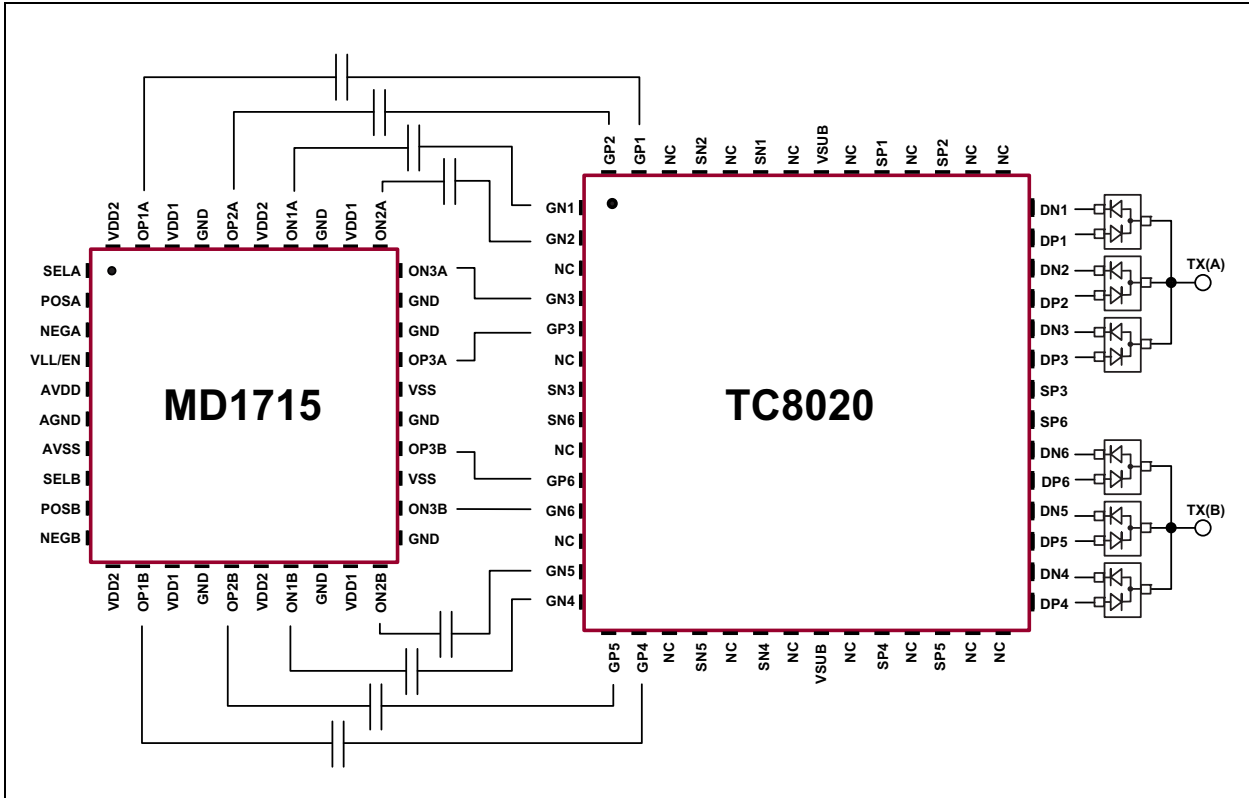 GP2 GP1 NC SN2 NC SN1 NC VSUB NC SP1 NC SP2 NC NC
VDD2 OP1A VDD1 GND OP2A VDD2 ON1A GND VDD1 ON2A
SELA
POSA
NEGA
VLL/EN
AVDD
AGND
AVSS
SELB
POSB
NEGB
MD1715
ON3A
GND
GND
OP3A
VSS
GND
OP3B
VSS
ON3B
GND
VDD2 OP1B VDD1 GND OP2B VDD2 ON1B GND VDD1 ON2B
GN1
GN2
NC
GN3
GP3
NC
SN3
SN6
NC
GP6
GN6
NC
GN5
GN4
TC8020
DN1
DP1
DN2
DP2
DN3
DP3
SP3
SP6
DN6
DP6
DN5
DP5
DN4
DP4
TX(A)
TX(B)
GP5 GP4 NC SN5 NC SN4 NC VSUB NC SP4 NC SP5 NC NC